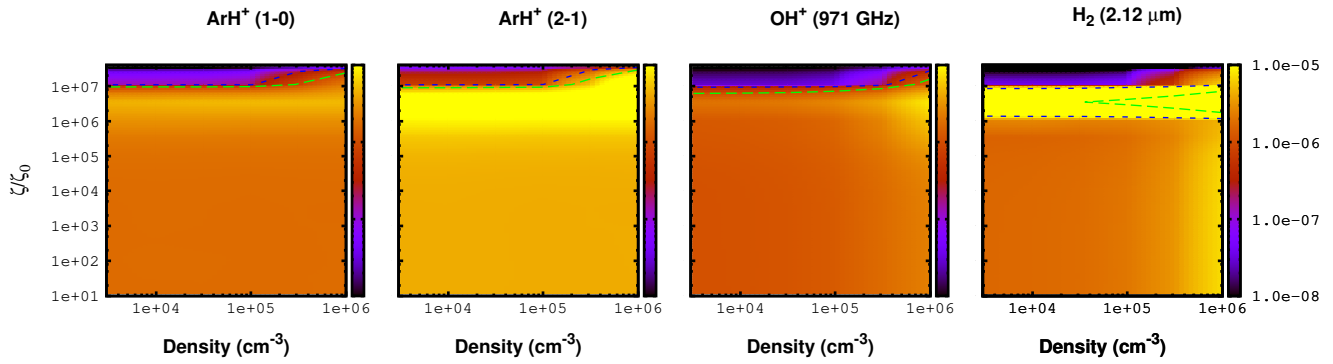 ArH+ (1-0)
ArH+ (2-1)
OH+ (971 GHz)
H2 (2.12 μm)
ζ/ζ0
1e+07
1e+06
1e+05
1e+04
1e+03
1e+02
1e+01
1.0e-05
1.0e-06
1.0e-07
1.0e-08
1e+04 1e+05 1e+06
1e+04 1e+05 1e+06
1e+04 1e+05 1e+06
1e+04 1e+05 1e+06
Density (cm-3)
Density (cm-3)
Density (cm-3)
Density (cm-3)